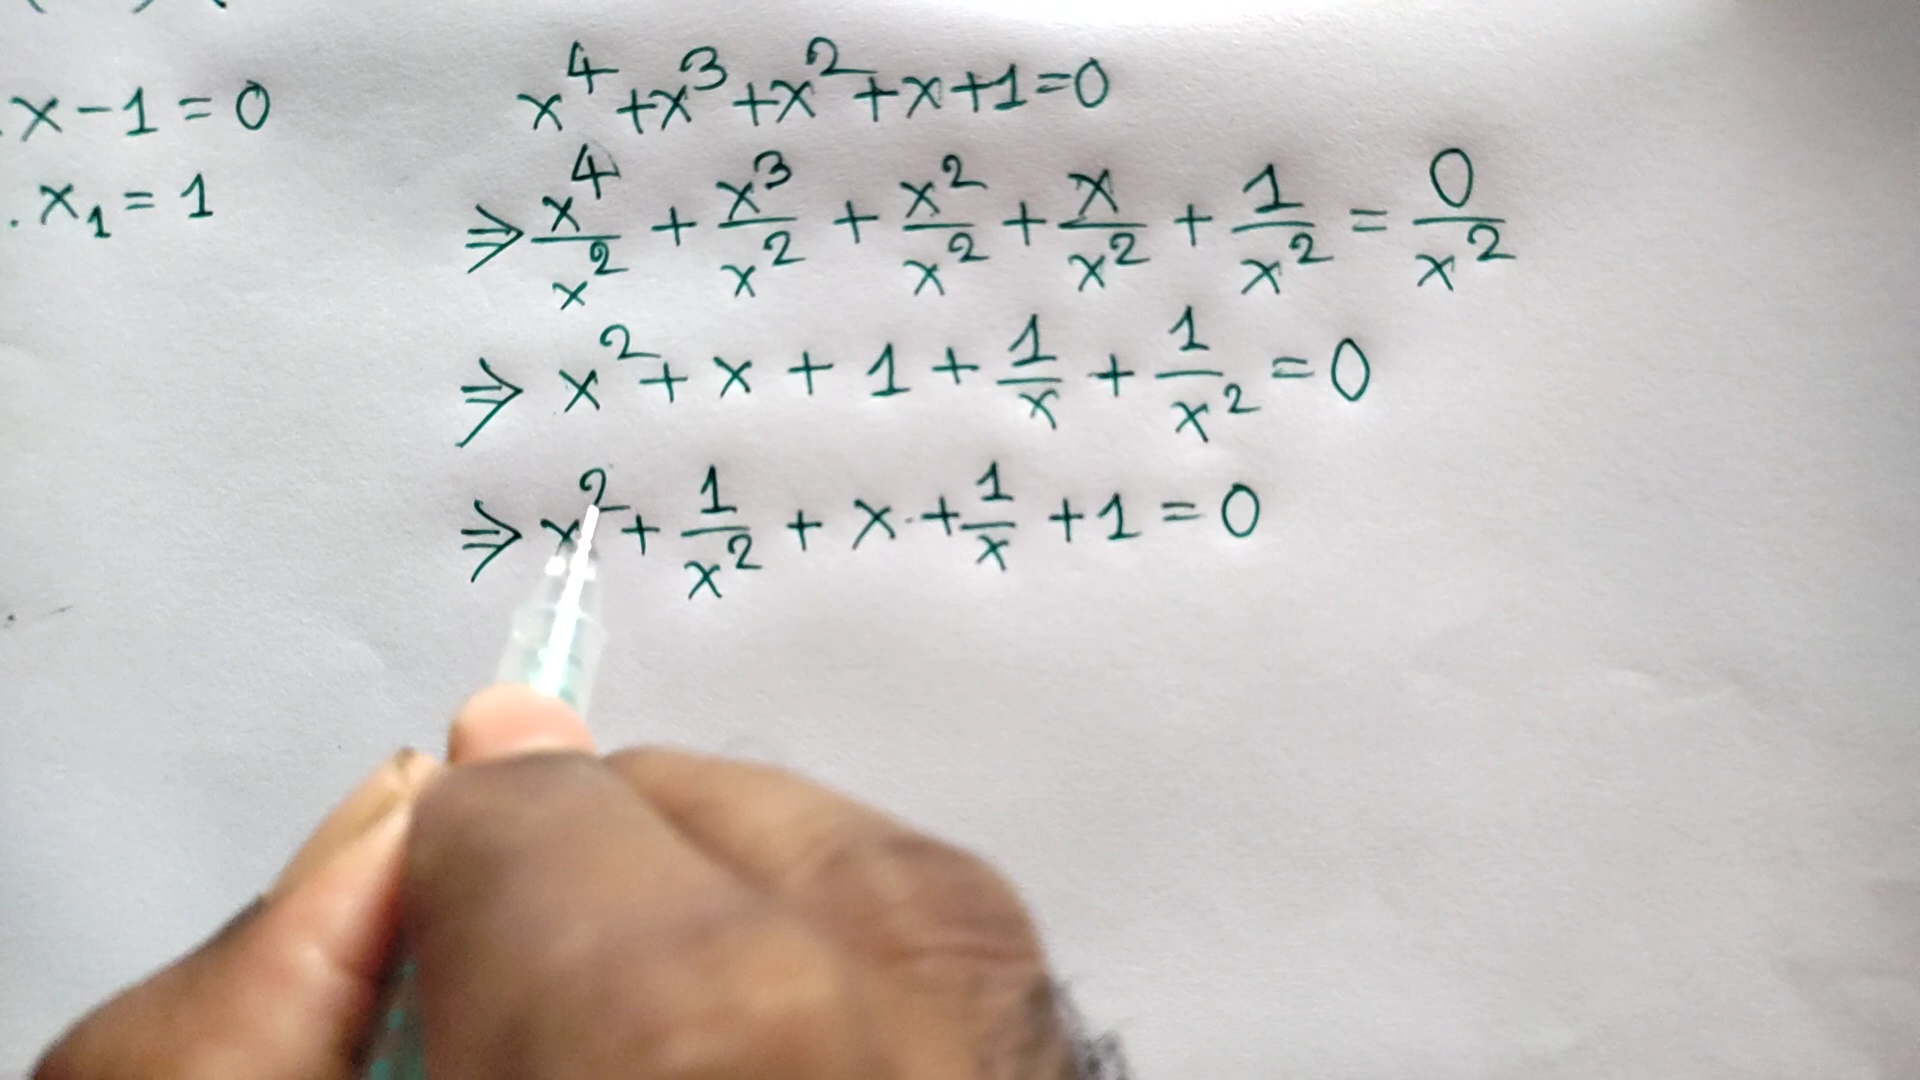 x-1=0
x₁=1
x⁴+x³+x²+x+1=0
⇒ x⁴/x² + x³/x² + x²/x² + x/x² + 1/x² = 0/x²
⇒ x² + x + 1 + 1/x + 1/x² = 0
⇒ x² + 1/x² + x + 1/x + 1 = 0